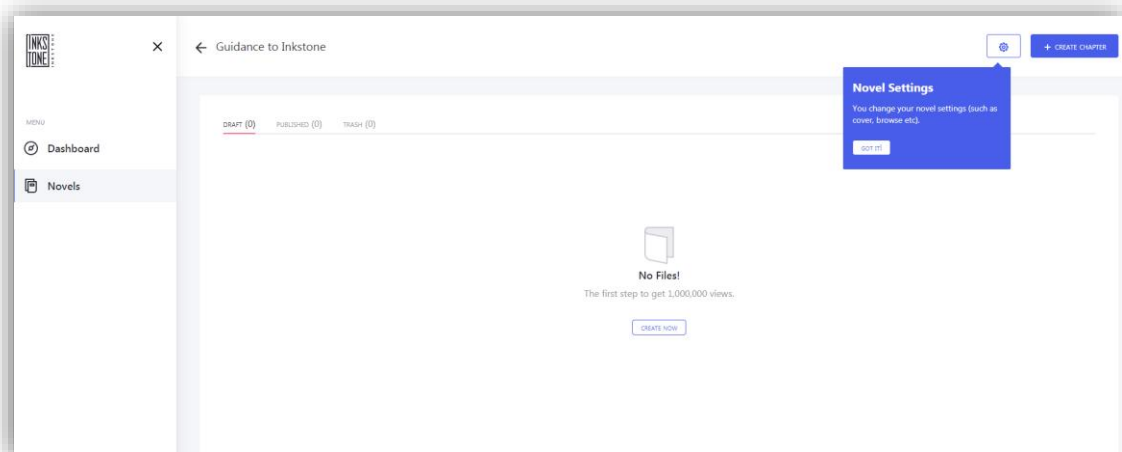 INKS
TONE
INKSTONE
Guidance to Inkstone
+ CREATE CHAPTER
Novel Settings
You change your novel settings (such as
cover, browse etc).
GOT IT!
MENU
Dashboard
Novels
DRAFT (0) PUBLISHED (0) TRASH (0)
No Files!
The first step to get 1,000,000 views.
CREATE NOW